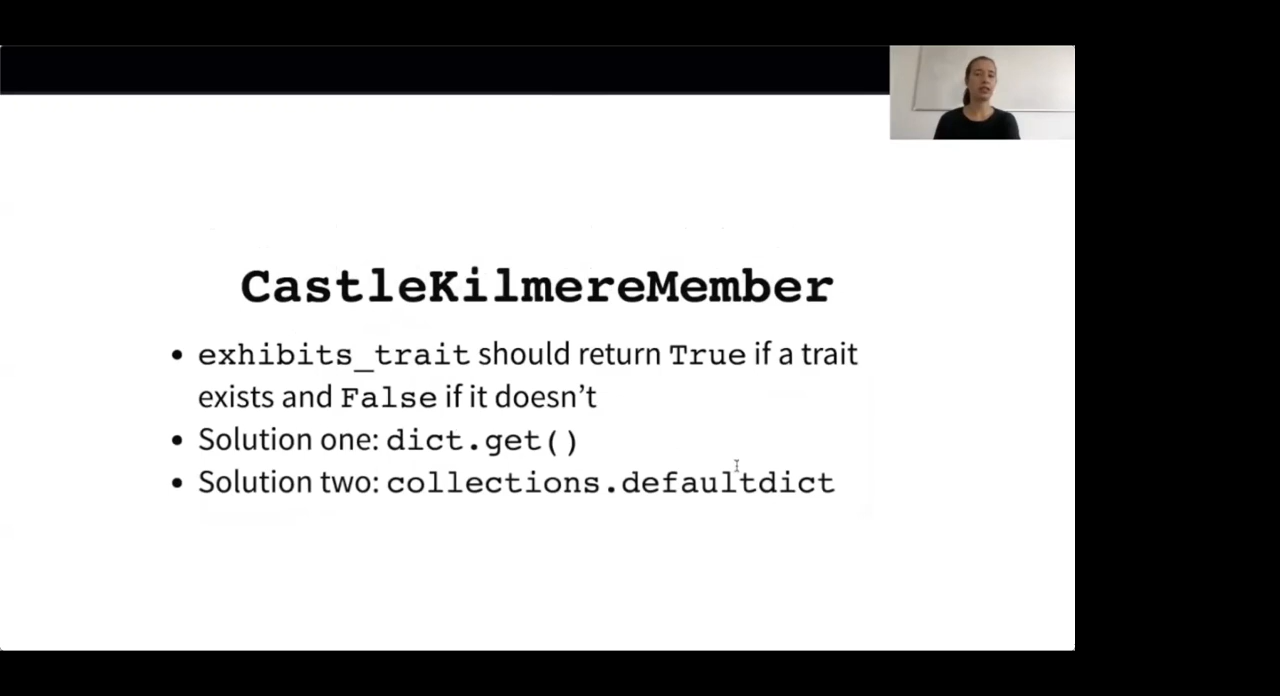 CastleKilmereMember
• exhibits_trait should return True if a trait
exists and False if it doesn’t
• Solution one: dict.get()
• Solution two: collections.defaultdict